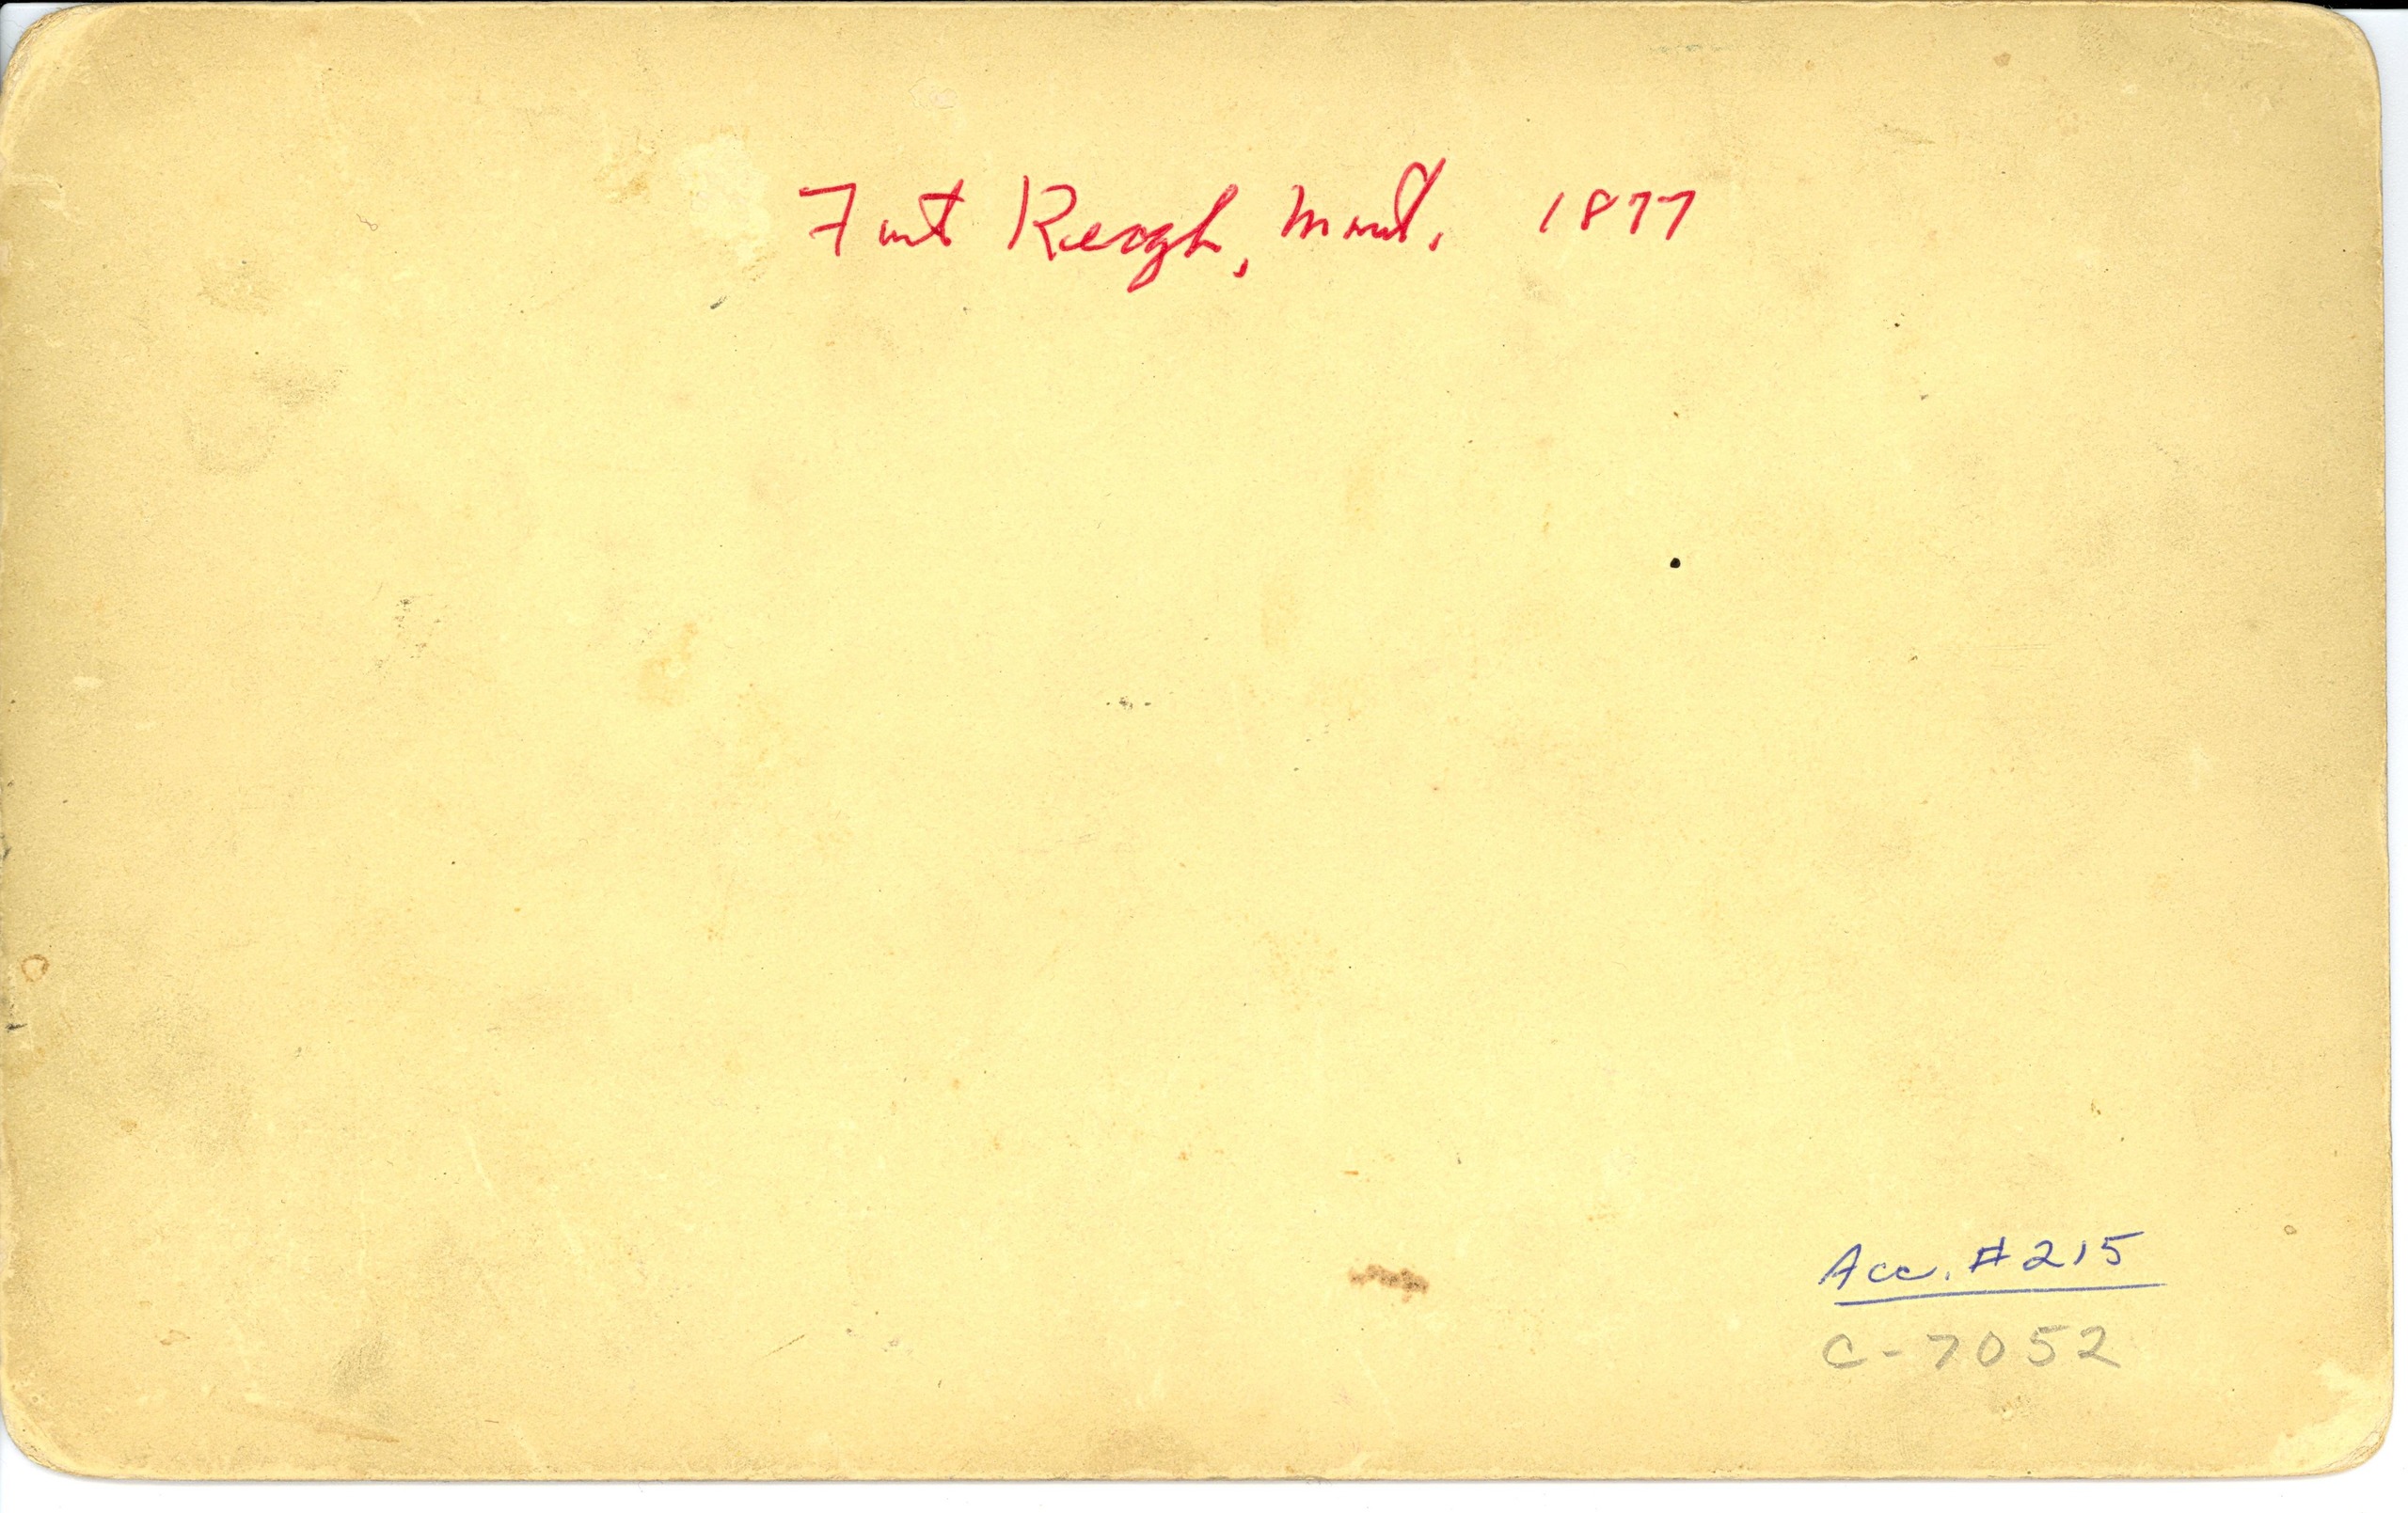 Fort Keogh, Mont. 1877
Acc. #215
C-7052